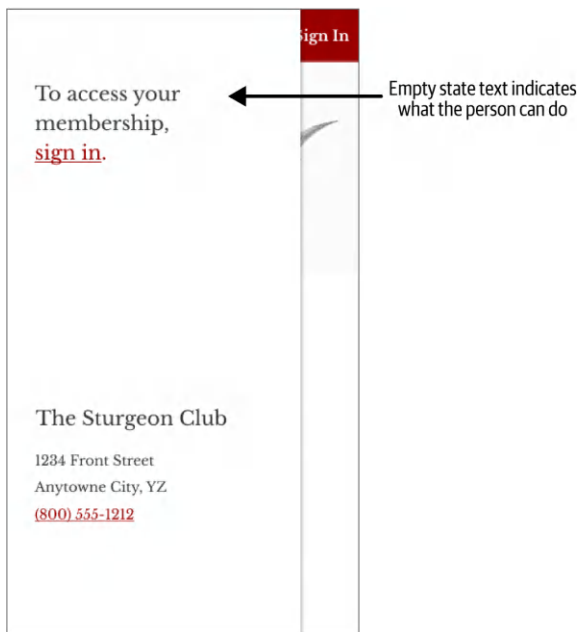 Sign In
To access your
membership,
sign in.
Empty state text indicates
what the person can do
The Sturgeon Club
1234 Front Street
Anytowne City, YZ
(800) 555-1212